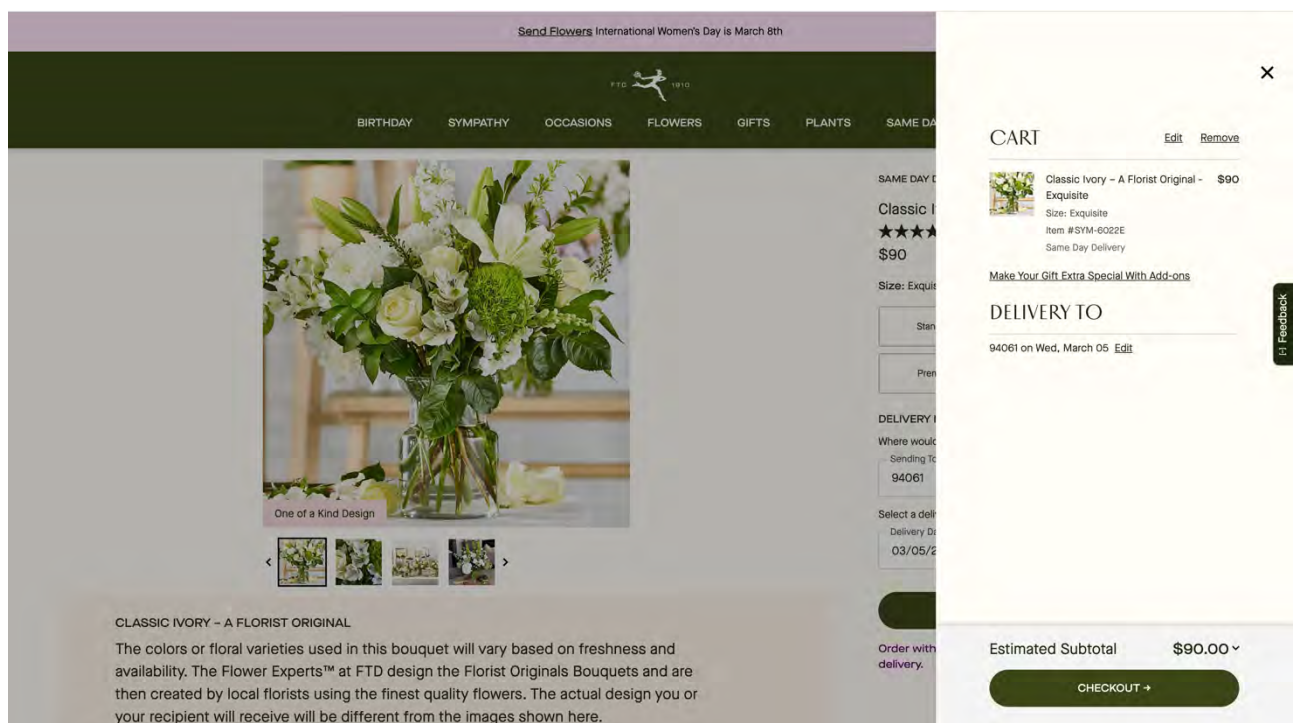 Send Flowers International Women's Day is March 8th
FTD 1910
BIRTHDAY SYMPATHY OCCASIONS FLOWERS GIFTS PLANTS SAME DA
SAME DAY D
Classic I
$90
Size: Exquis
Stan
Prem
DELIVERY I
Where would
Sending To
94061
Select a deli
Delivery Da
03/05/2
Order with
delivery.
One of a Kind Design
CLASSIC IVORY – A FLORIST ORIGINAL
The colors or floral varieties used in this bouquet will vary based on freshness and
availability. The Flower Experts™ at FTD design the Florist Originals Bouquets and are
then created by local florists using the finest quality flowers. The actual design you or
your recipient will receive will be different from the images shown here.
CART Edit Remove
Classic Ivory – A Florist Original - $90
Exquisite
Size: Exquisite
Item #SYM-6022E
Same Day Delivery
Make Your Gift Extra Special With Add-ons
DELIVERY TO
94061 on Wed, March 05 Edit
Estimated Subtotal $90.00
CHECKOUT →
[-] Feedback